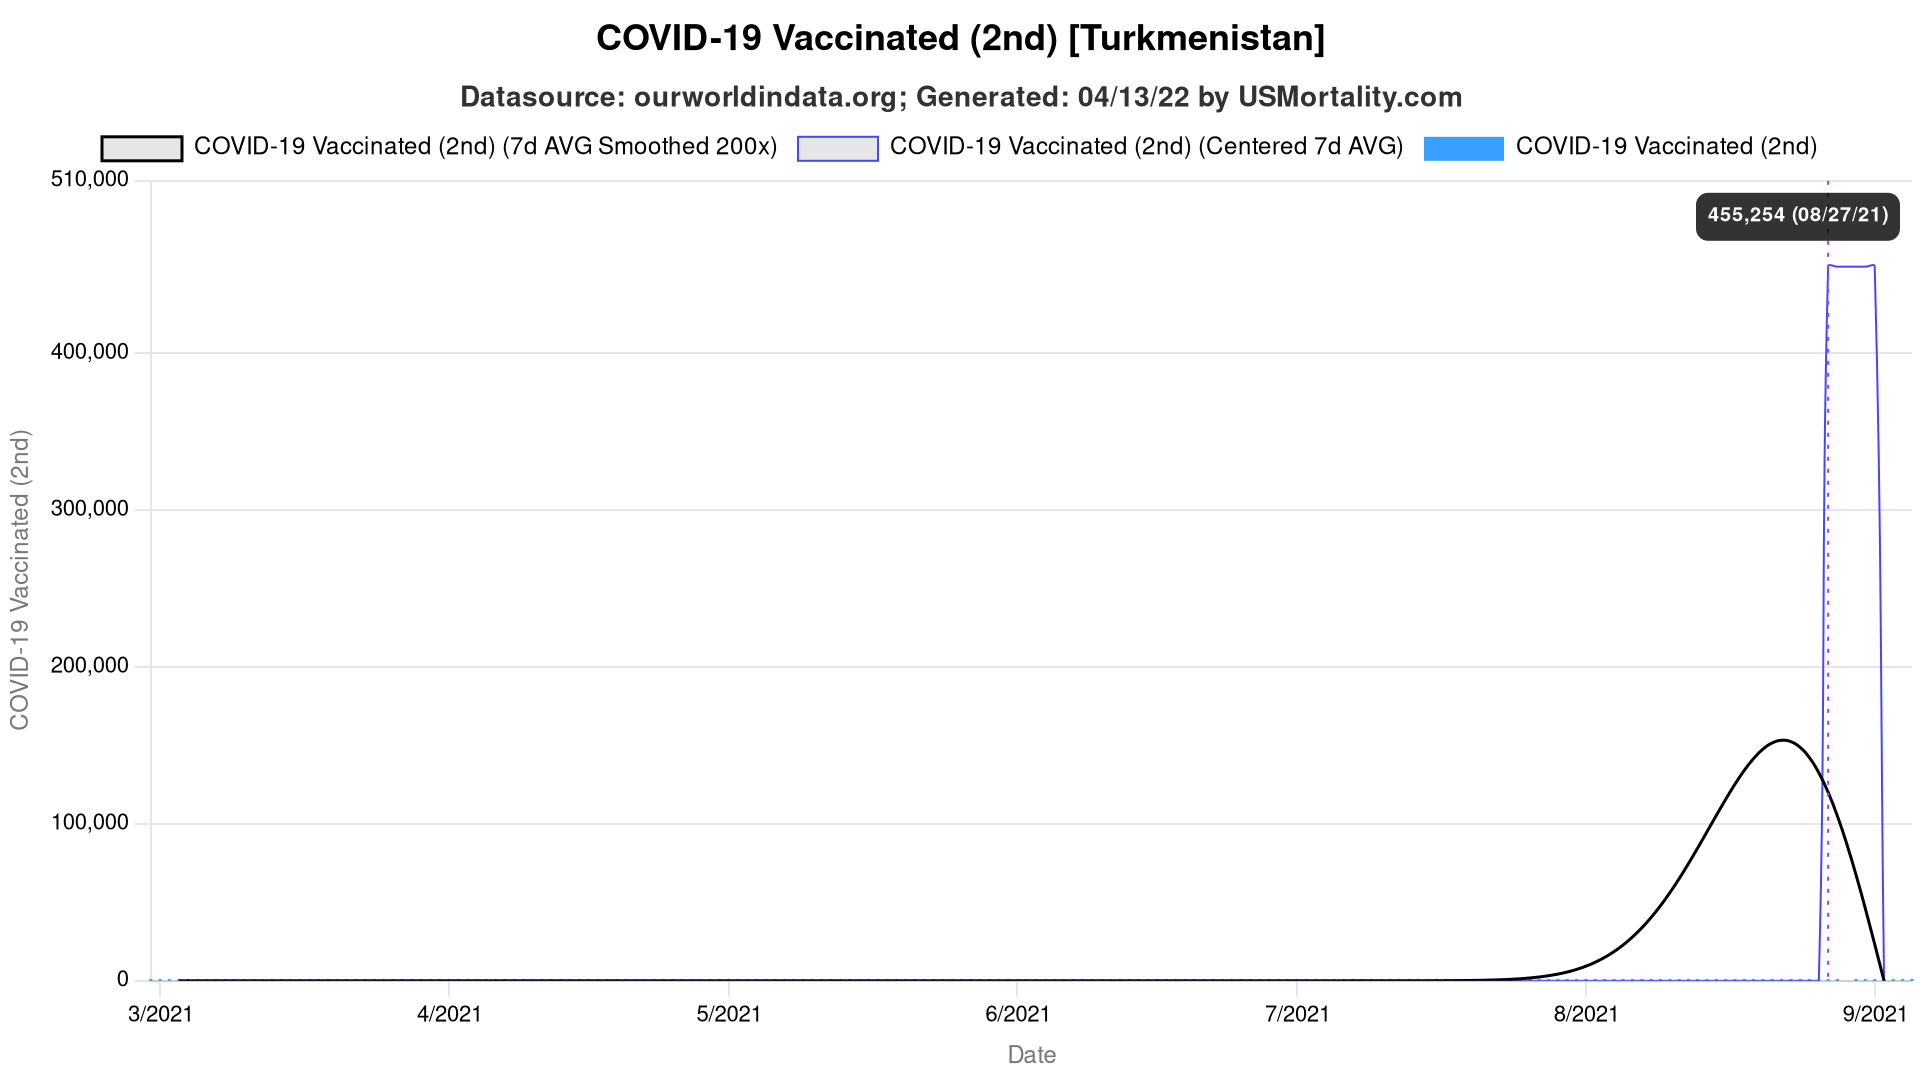 COVID-19 Vaccinated (2nd) [Turkmenistan]
Datasource: ourworldindata.org; Generated: 04/13/22 by USMortality.com
COVID-19 Vaccinated (2nd) (7d AVG Smoothed 200x) COVID-19 Vaccinated (2nd) (Centered 7d AVG) COVID-19 Vaccinated (2nd)
510,000
455,254 (08/27/21)
400,000
300,000
200,000
100,000
0
COVID-19 Vaccinated (2nd)
3/2021 4/2021 5/2021 6/2021 7/2021 8/2021 9/2021
Date